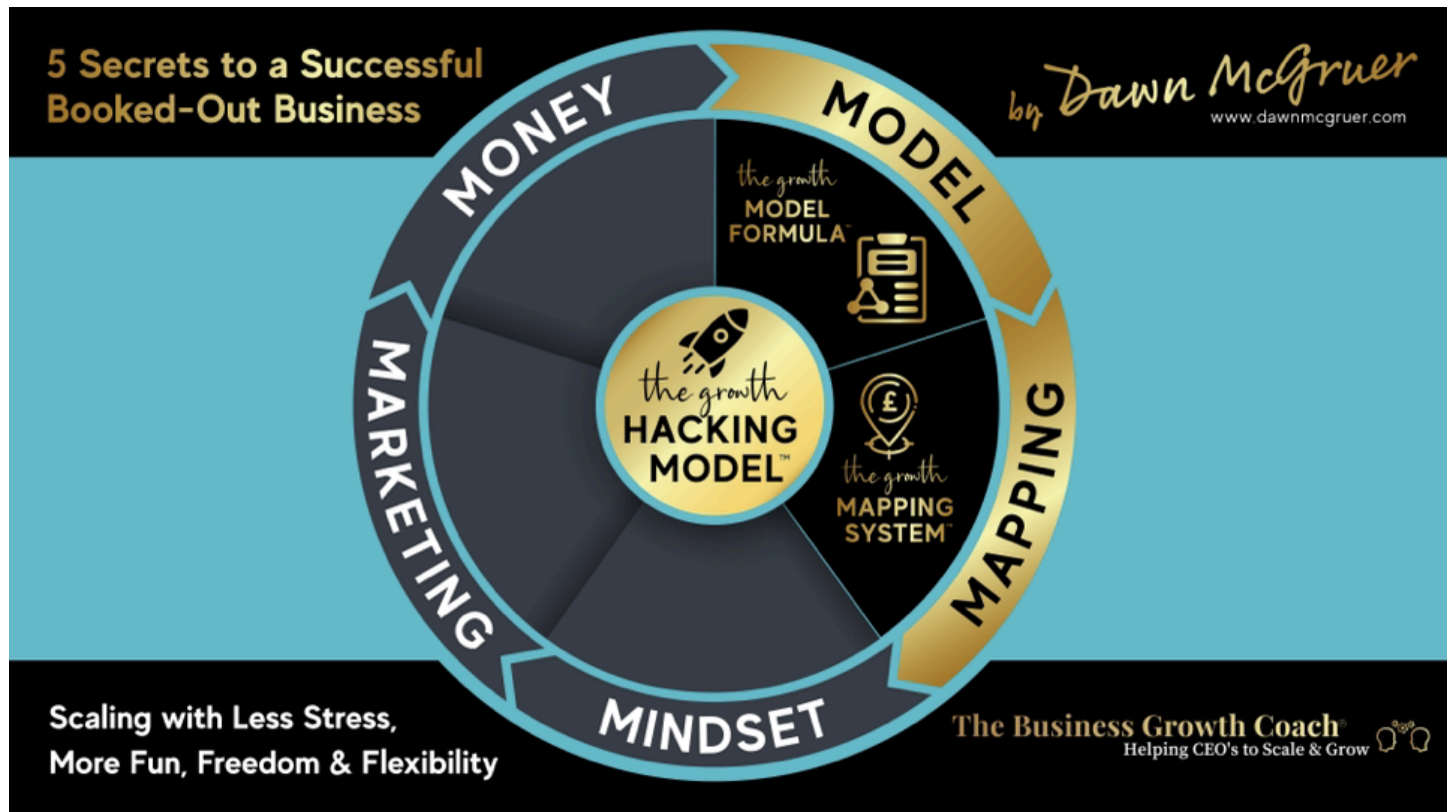 5 Secrets to a Successful
Booked-Out Business
by Dawn McGruer
www.dawnmcgruer.com
MONEY
MODEL
the growth
MODEL
FORMULA™
the growth
HACKING
MODEL™
£
the growth
MAPPING
SYSTEM™
MAPPING
MARKETING
MINDSET
Scaling with Less Stress,
More Fun, Freedom & Flexibility
The Business Growth Coach®
Helping CEO's to Scale & Grow